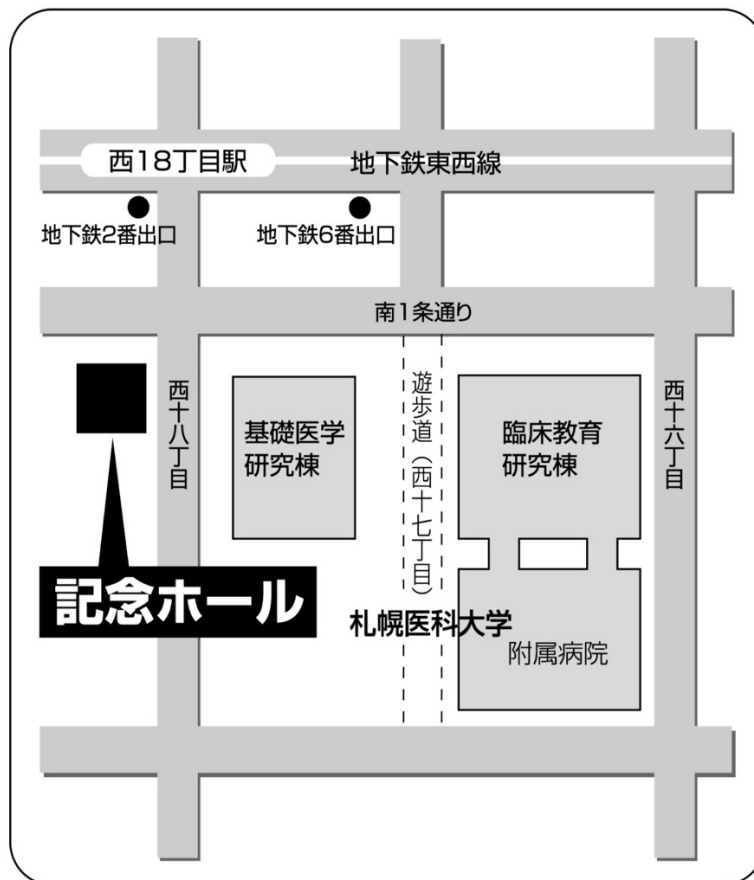 西18丁目駅
地下鉄東西線
地下鉄2番出口
地下鉄6番出口
南1条通り
西十八丁目
基礎医学
研究棟
遊歩道（西十七丁目）
臨床教育
研究棟
西十六丁目
記念ホール
札幌医科大学
附属病院